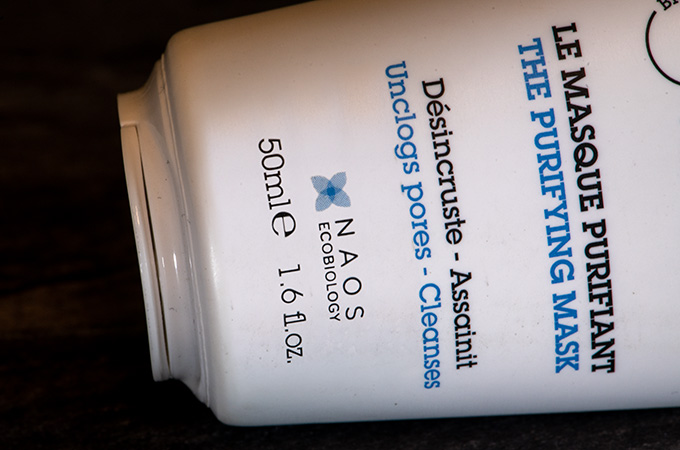 LE MASQUE PURIFIANT
THE PURIFYING MASK
Désincruste - Assainit
Unclogs pores - Cleanses
NAOS
ECOBIOLOGY
50ml℮ 1.6 fl.oz.